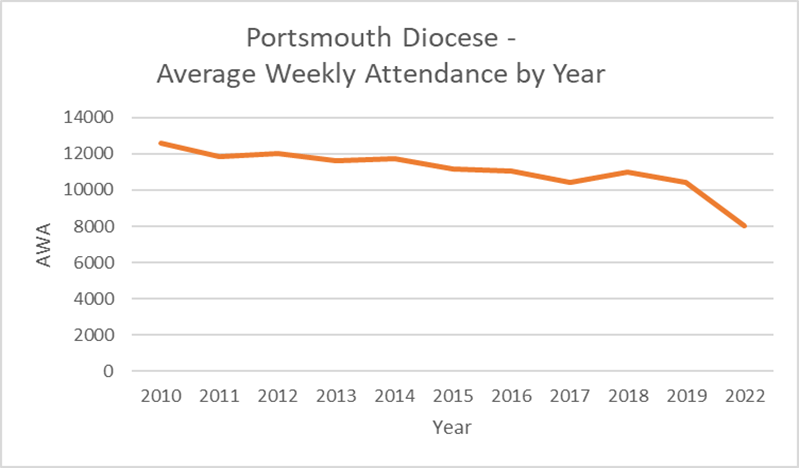 Portsmouth Diocese -
Average Weekly Attendance by Year
14000
12000
10000
8000
6000
4000
2000
0
AWA
2010 2011 2012 2013 2014 2015 2016 2017 2018 2019 2022
Year